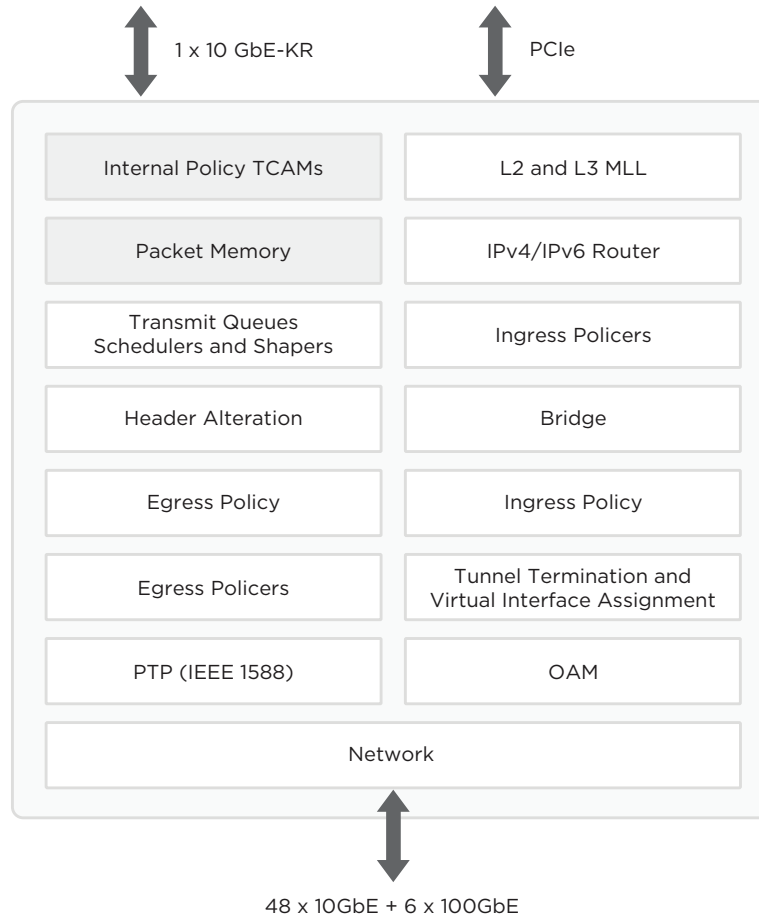 1 x 10 GbE-KR
PCIe
Internal Policy TCAMs
L2 and L3 MLL
Packet Memory
IPv4/IPv6 Router
Transmit Queues
Schedulers and Shapers
Ingress Policers
Header Alteration
Bridge
Egress Policy
Ingress Policy
Egress Policers
Tunnel Termination and
Virtual Interface Assignment
PTP (IEEE 1588)
OAM
Network
48 x 10GbE + 6 x 100GbE